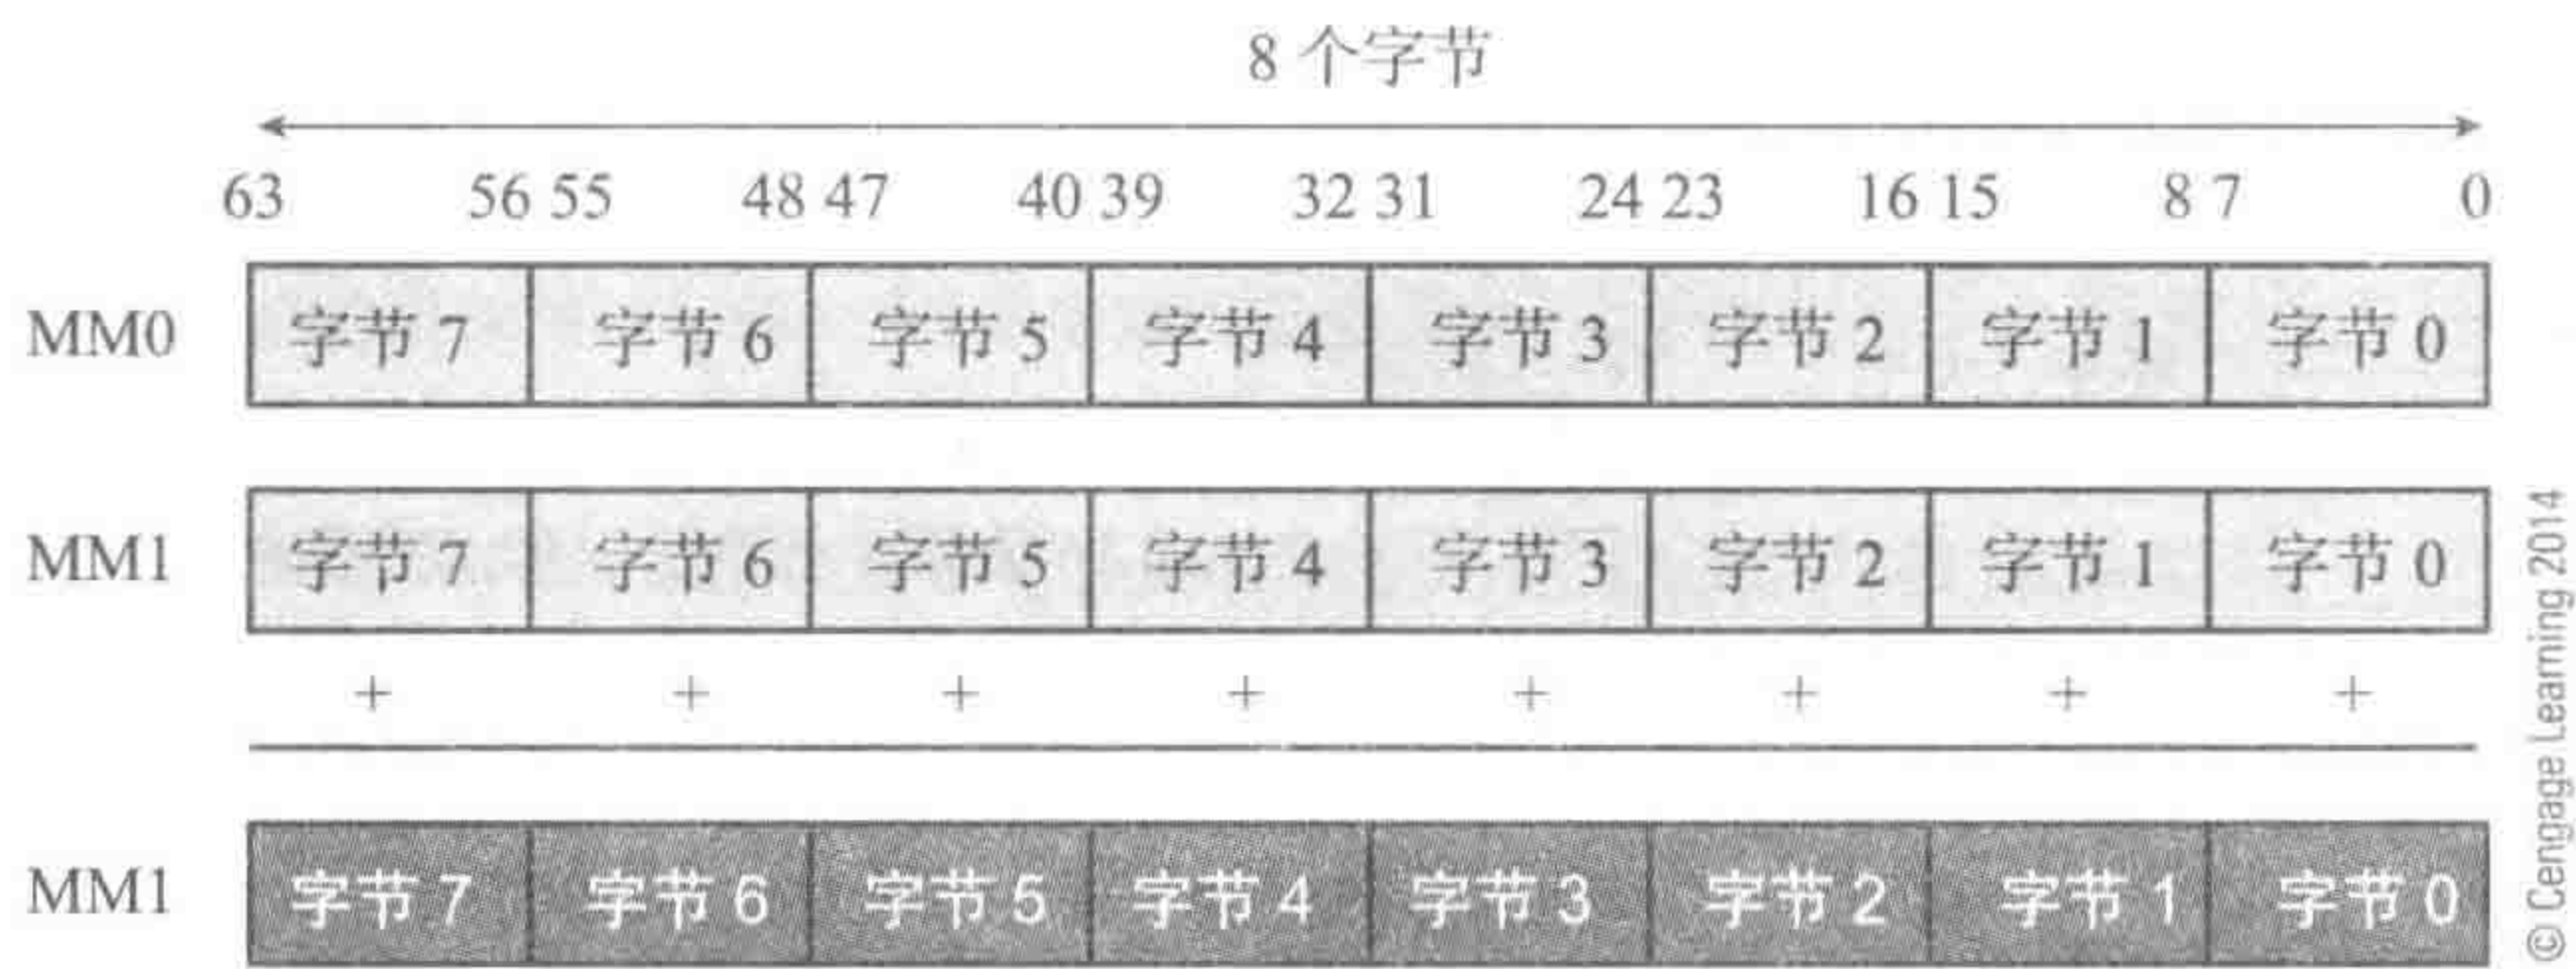 8 个字节
63 56 55 48 47 40 39 32 31 24 23 16 15 8 7 0
MM0 字节 7 字节 6 字节 5 字节 4 字节 3 字节 2 字节 1 字节 0
MM1 字节 7 字节 6 字节 5 字节 4 字节 3 字节 2 字节 1 字节 0
+ + + + + + + +
MM1 字节 7 字节 6 字节 5 字节 4 字节 3 字节 2 字节 1 字节 0
© Cengage Learning 2014